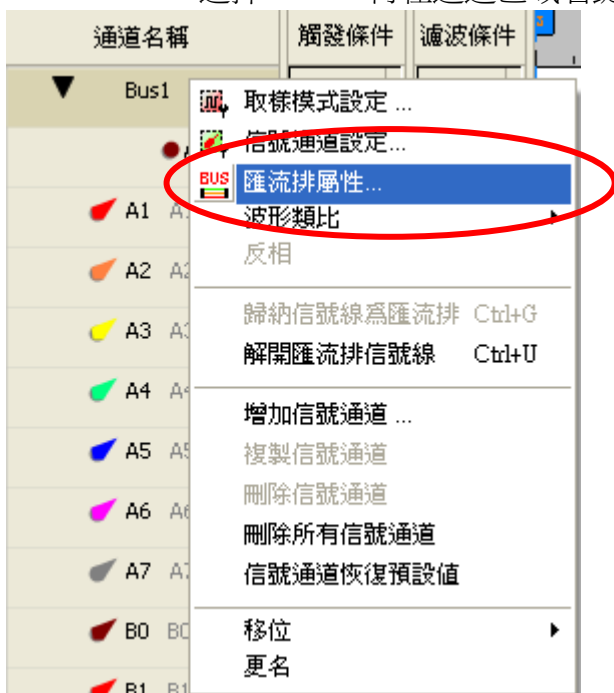 通道名稱 觸發條件 濾波條件
Bus1
取樣模式設定 ...
信號通道設定...
BUS 匯流排屬性...
A1 A
波形類比
A2 A2
反相
A3 A
歸納信號線為匯流排 Ctrl+G
解開匯流排信號線 Ctrl+U
A4 A
增加信號通道 ...
A5 A5
複製信號通道
A6 A6
刪除信號通道
刪除所有信號通道
A7 A
信號通道恢復預設值
B0 B0
移位
更名
B1 B1